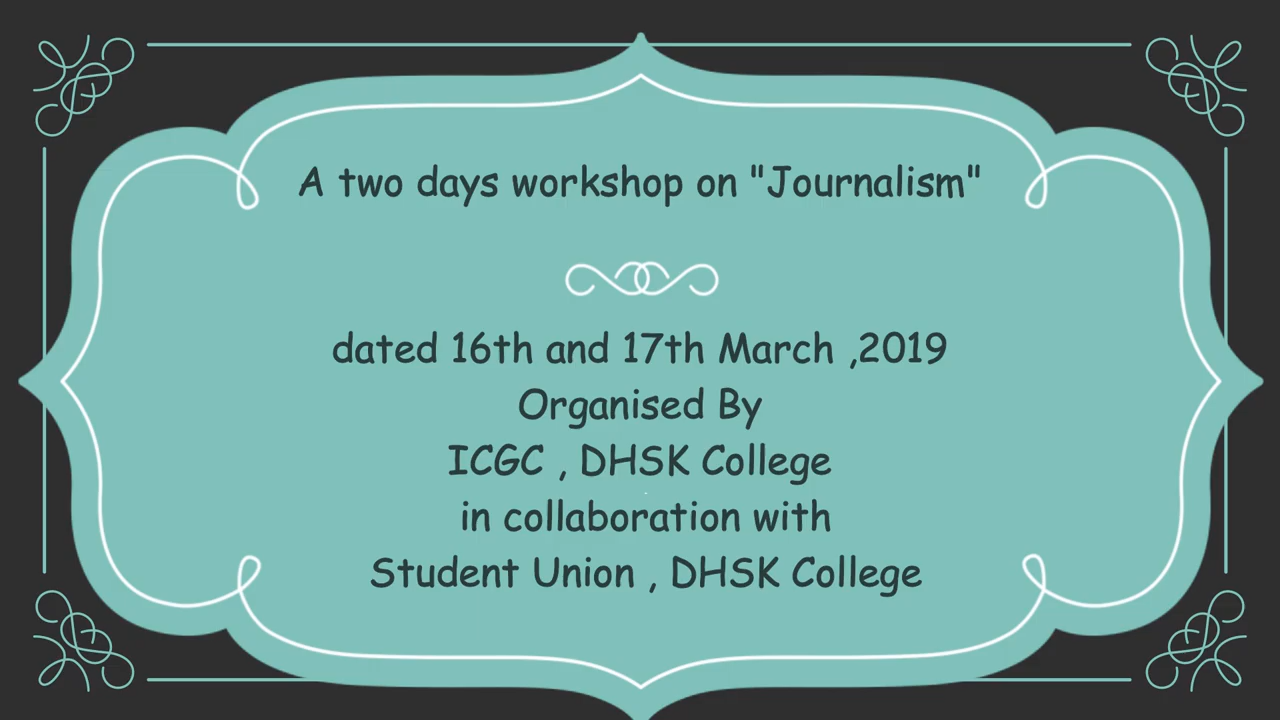 A two days workshop on "Journalism"
dated 16th and 17th March ,2019
Organised By
ICGC , DHSK College
in collaboration with
Student Union , DHSK College